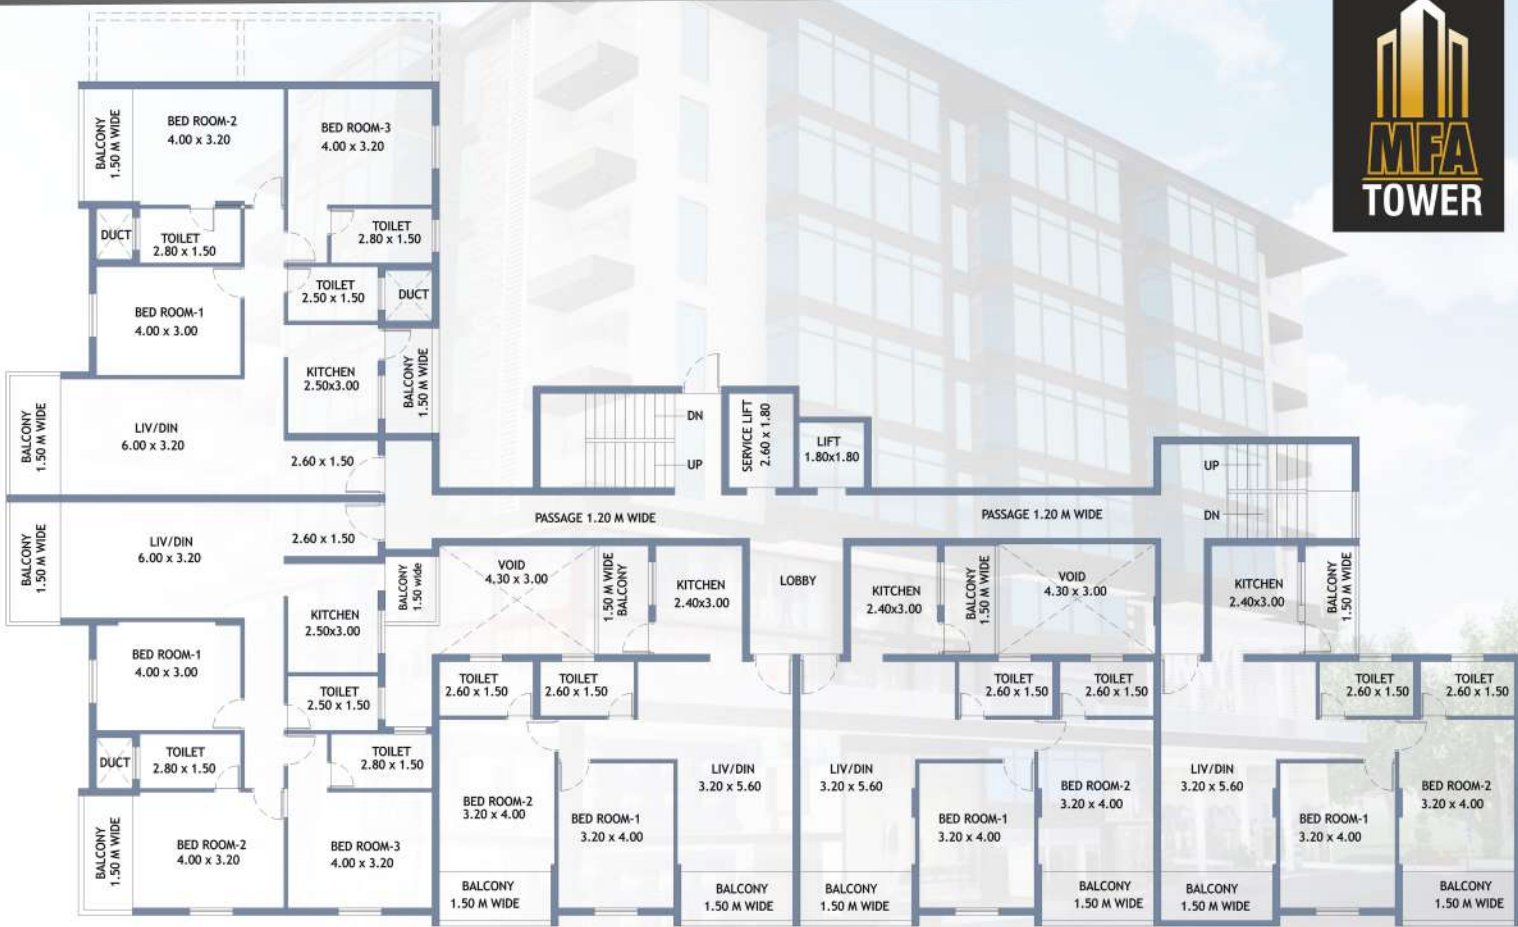 MFA
TOWER
BALCONY
1.50 M WIDE
BED ROOM-2
4.00 x 3.20
BED ROOM-3
4.00 x 3.20
DUCT
TOILET
2.80 x 1.50
TOILET
2.80 x 1.50
TOILET
2.50 x 1.50
DUCT
BED ROOM-1
4.00 x 3.00
KITCHEN
2.50x3.00
BALCONY
1.50 M WIDE
BALCONY
1.50 M WIDE
LIV/DIN
6.00 x 3.20
2.60 x 1.50
DN
UP
SERVICE LIFT
2.60 x 1.80
LIFT
1.80x1.80
UP
DN
PASSAGE 1.20 M WIDE
PASSAGE 1.20 M WIDE
BALCONY
1.50 M WIDE
LIV/DIN
6.00 x 3.20
2.60 x 1.50
KITCHEN
2.50x3.00
BALCONY
1.50 wide
VOID
4.30 x 3.00
1.50 M WIDE
BALCONY
KITCHEN
2.40x3.00
LOBBY
KITCHEN
2.40x3.00
BALCONY
1.50 M WIDE
VOID
4.30 x 3.00
KITCHEN
2.40x3.00
BALCONY
1.50 M WIDE
BED ROOM-1
4.00 x 3.00
TOILET
2.50 x 1.50
TOILET
2.60 x 1.50
TOILET
2.60 x 1.50
TOILET
2.60 x 1.50
TOILET
2.60 x 1.50
TOILET
2.60 x 1.50
TOILET
2.60 x 1.50
DUCT
TOILET
2.80 x 1.50
TOILET
2.80 x 1.50
BALCONY
1.50 M WIDE
BED ROOM-2
4.00 x 3.20
BED ROOM-3
4.00 x 3.20
BED ROOM-2
3.20 x 4.00
BED ROOM-1
3.20 x 4.00
LIV/DIN
3.20 x 5.60
LIV/DIN
3.20 x 5.60
BED ROOM-1
3.20 x 4.00
BED ROOM-2
3.20 x 4.00
LIV/DIN
3.20 x 5.60
BED ROOM-1
3.20 x 4.00
BED ROOM-2
3.20 x 4.00
BALCONY
1.50 M WIDE
BALCONY
1.50 M WIDE
BALCONY
1.50 M WIDE
BALCONY
1.50 M WIDE
BALCONY
1.50 M WIDE
BALCONY
1.50 M WIDE